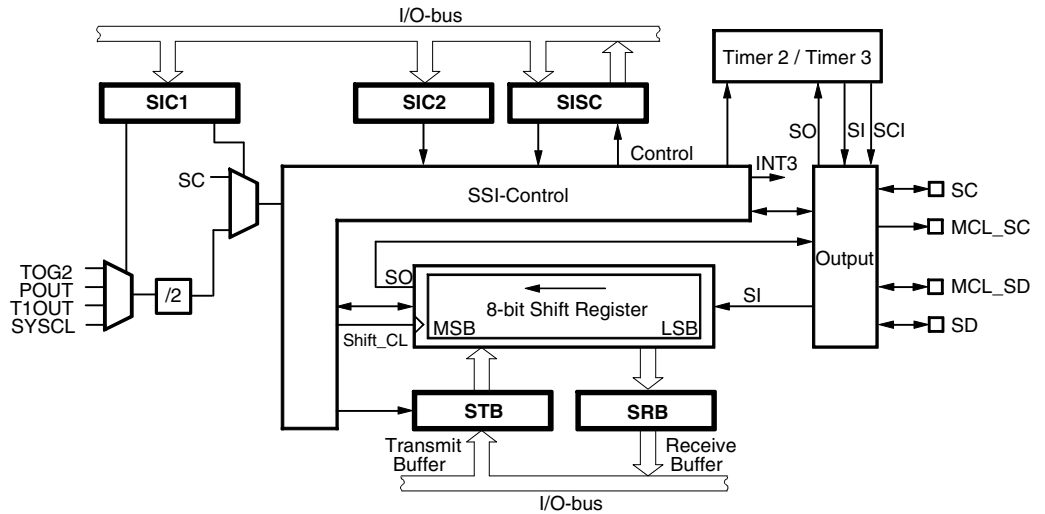 I/O-bus
SIC1
SIC2
SISC
Timer 2 / Timer 3
SO
SI
SCI
Control
INT3
SC
SSI-Control
SC
MCL_SC
Output
TOG2
POUT
T1OUT
SYSCL
/2
SO
8-bit Shift Register
MSB
LSB
SI
MCL_SD
SD
Shift_CL
STB
SRB
Transmit
Buffer
Receive
Buffer
I/O-bus